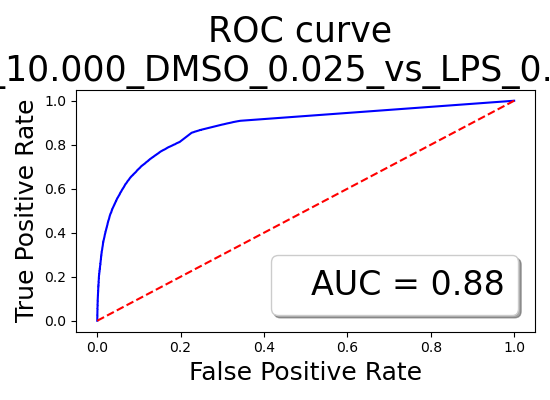 ROC curve
_10.000_DMSO_0.025_vs_LPS_0.
True Positive Rate
1.0
0.8
0.6
0.4
0.2
0.0
AUC = 0.88
0.0 0.2 0.4 0.6 0.8 1.0
False Positive Rate